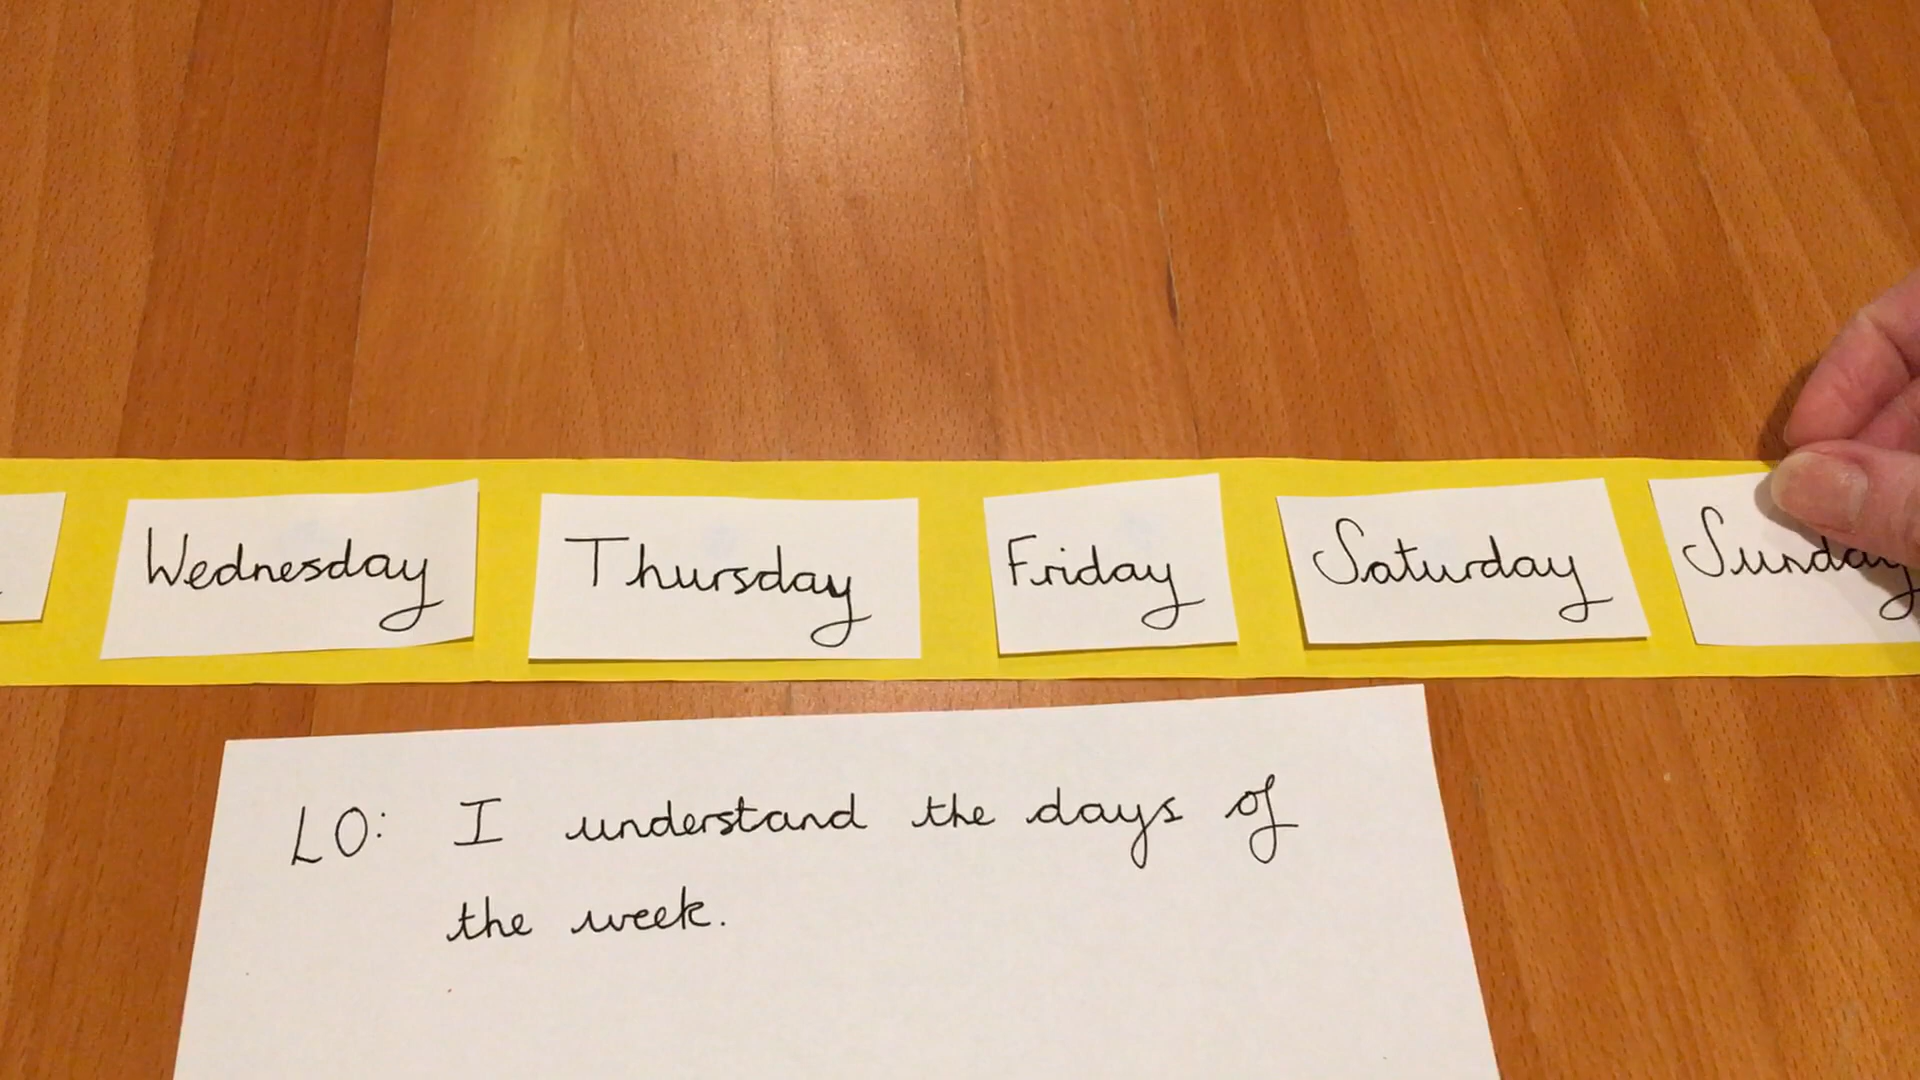 Wednesday Thursday Friday Saturday Sunday
LO: I understand the days of
the week.